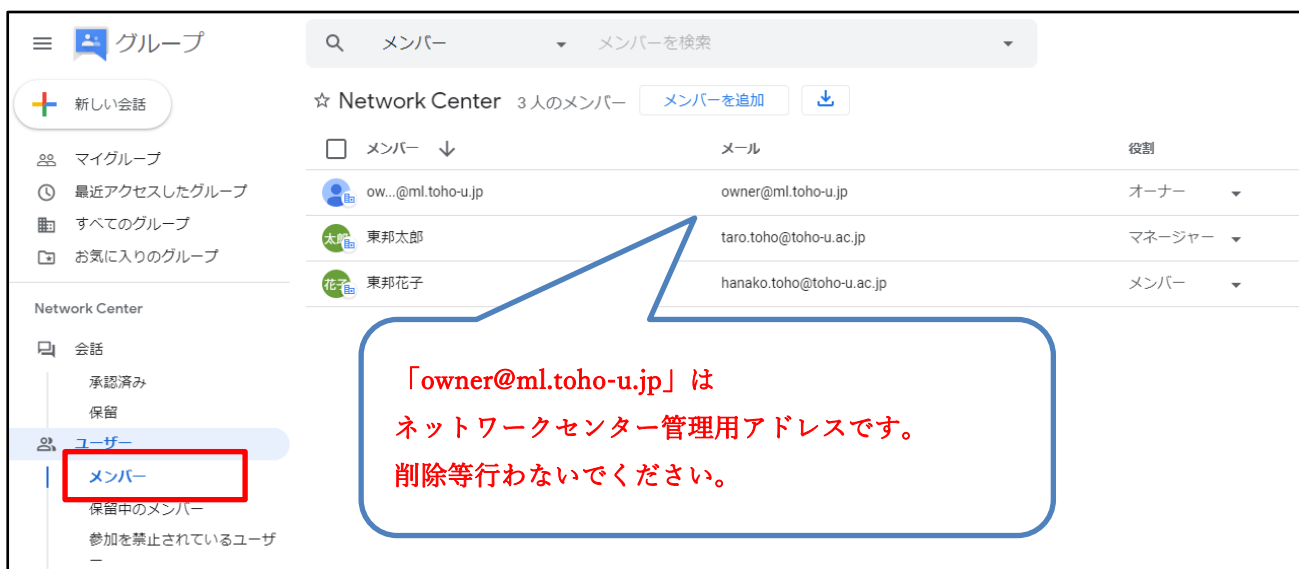 グループ
メンバー
メンバーを検索
新しい会話
Network Center 3 人のメンバー メンバーを追加
メンバー メール 役割
マイグループ
最近アクセスしたグループ
すべてのグループ
お気に入りのグループ
ow...@ml.toho-u.jp owner@ml.toho-u.jp オーナー
太郎 東邦太郎 taro.toho@toho-u.ac.jp マネージャー
花子 東邦花子 hanako.toho@toho-u.ac.jp メンバー
Network Center
会話
承認済み
保留
ユーザー
メンバー
保留中のメンバー
参加を禁止されているユーザ
ー
「owner@ml.toho-u.jp」は
ネットワークセンター管理用アドレスです。
削除等行わないでください。